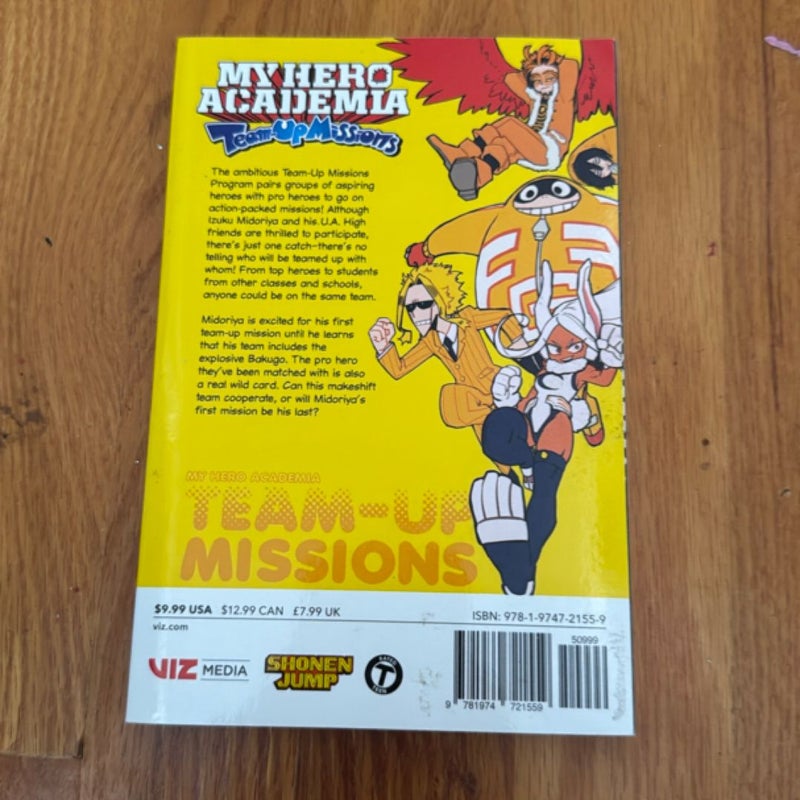 MY HERO
ACADEMIA
Team-Up Missions
The ambitious Team-Up Missions
Program pairs groups of aspiring
heroes with pro heroes to go on
action-packed missions! Although
Izuku Midoriya and his U.A. High
friends are thrilled to participate,
there's just one catch—there's no
telling who will be teamed up with
whom! From top heroes to students
from other classes and schools,
anyone could be on the same team.
Midoriya is excited for his first
team-up mission until he learns
that his team includes the
explosive Bakugo. The pro hero
they've been matched with is also
a real wild card. Can this makeshift
team cooperate, or will Midoriya's
first mission be his last?
MY HERO ACADEMIA
TEAM-UP
MISSIONS
$9.99 USA $12.99 CAN £7.99 UK
ISBN: 978-1-9747-2155-9
viz.com
50999
VIZ MEDIA
SHONEN
JUMP
RATED
T
TEEN
9 781974 721559